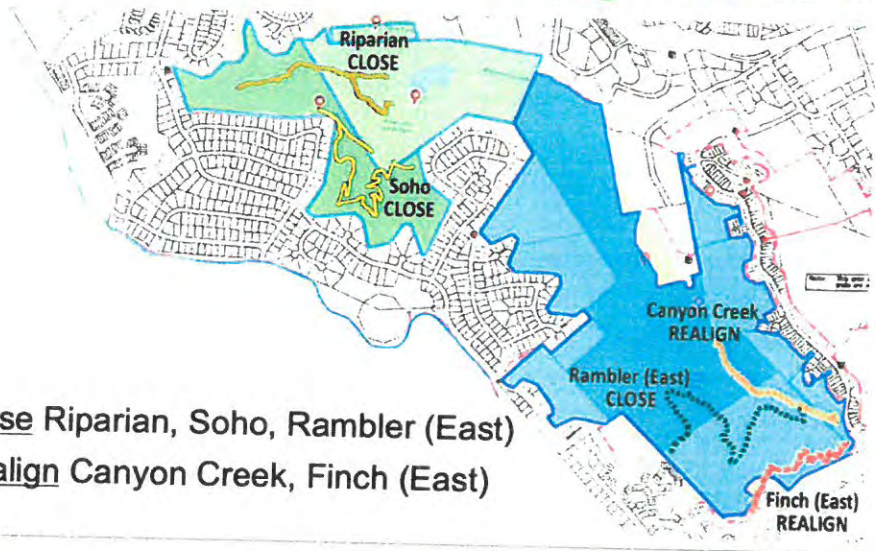 Riparian
CLOSE
Soho
CLOSE
Canyon Creek
REALIGN
Rambler (East)
CLOSE
se Riparian, Soho, Rambler (East)
align Canyon Creek, Finch (East)
Finch (East)
REALIGN